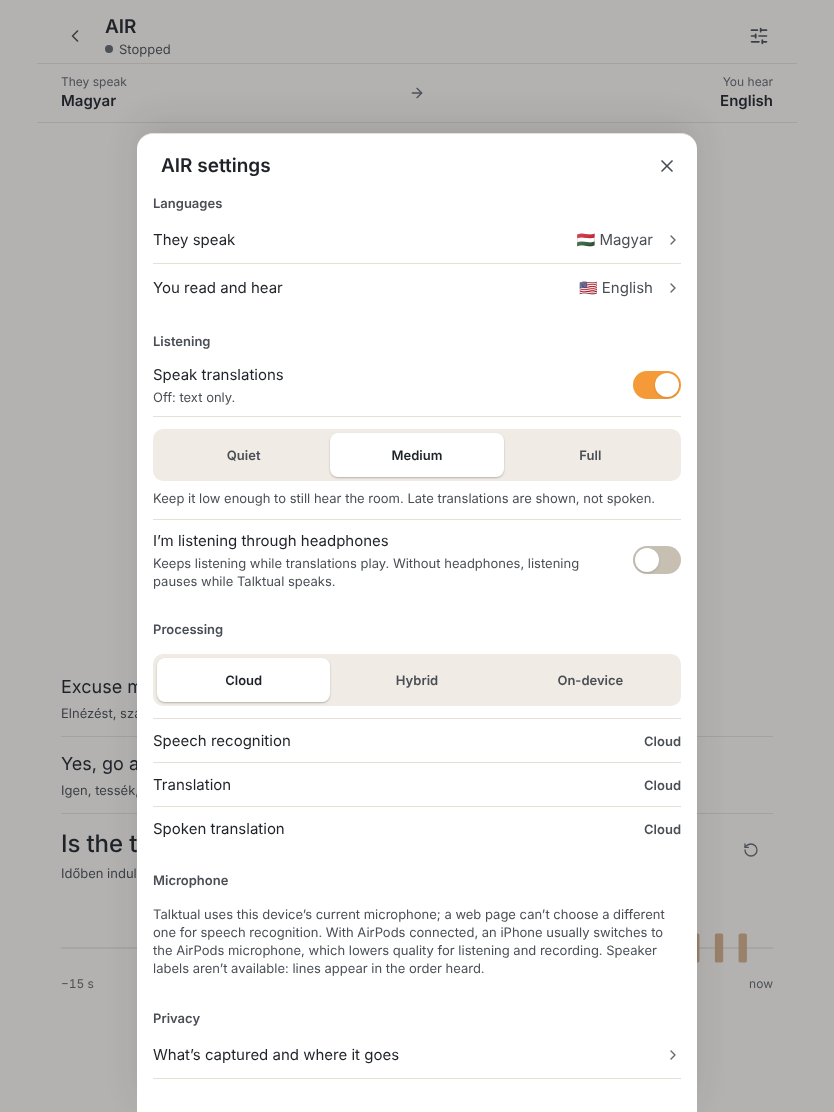 AIR
Stopped
They speak
Magyar
You hear
English
AIR settings
Languages
They speak
🇭🇺 Magyar
You read and hear
🇺🇸 English
Listening
Speak translations
Off: text only.
Quiet
Medium
Full
Keep it low enough to still hear the room. Late translations are shown, not spoken.
I’m listening through headphones
Keeps listening while translations play. Without headphones, listening
pauses while Talktual speaks.
Processing
Cloud
Hybrid
On-device
Speech recognition
Cloud
Translation
Cloud
Spoken translation
Cloud
Microphone
Talktual uses this device’s current microphone; a web page can’t choose a different
one for speech recognition. With AirPods connected, an iPhone usually switches to
the AirPods microphone, which lowers quality for listening and recording. Speaker
labels aren’t available: lines appear in the order heard.
Privacy
What’s captured and where it goes
Excuse
Elnézést,
Yes, go
Igen, tessék,
Is the
Időben
−15 s
now